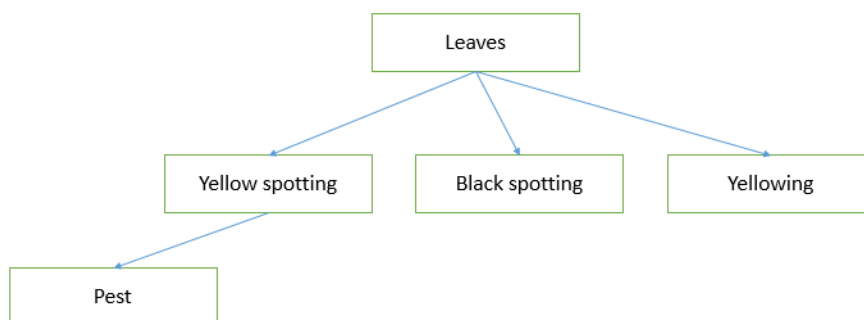 Leaves
Yellow spotting
Black spotting
Yellowing
Pest